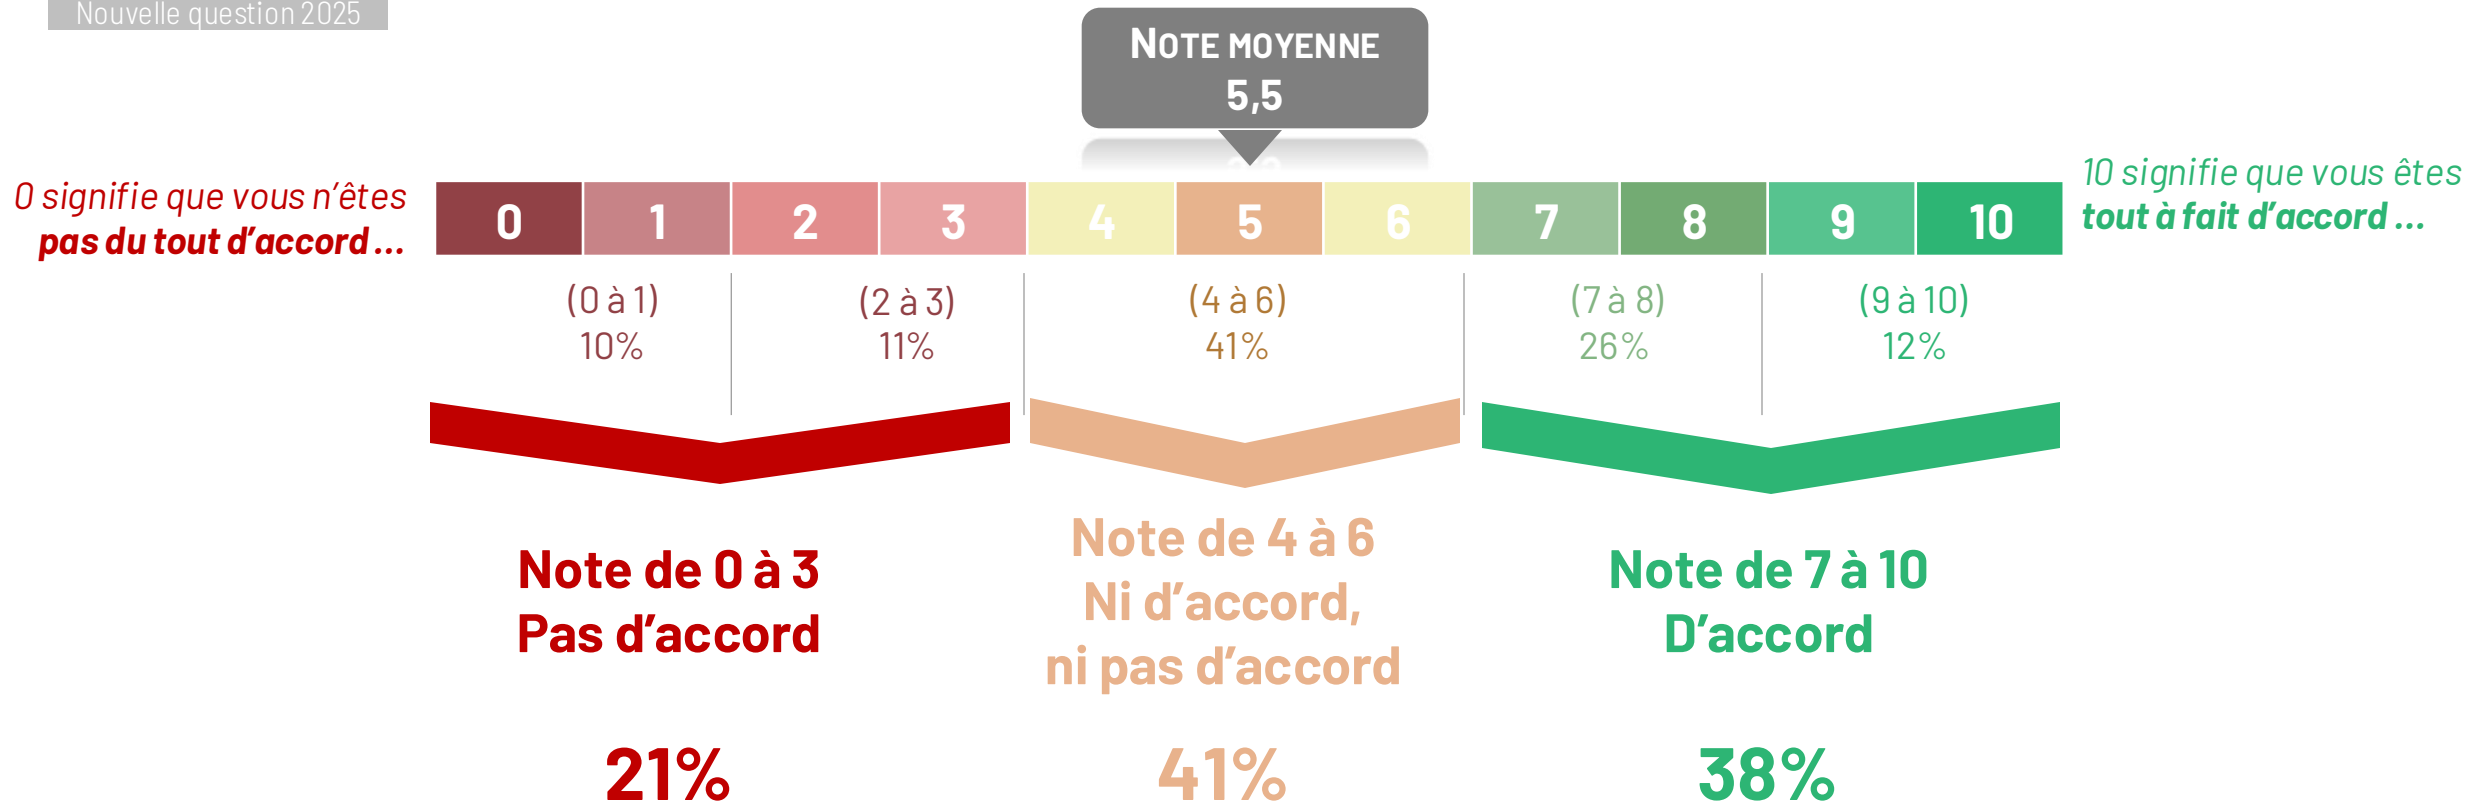 Nouvelle question 2025
NOTE MOYENNE
5,5
0 signifie que vous n’êtes
pas du tout d’accord ...
0 1 2 3 4 5 6 7 8 9 10
10 signifie que vous êtes
tout à fait d’accord ...
(0 à 1)
10%
(2 à 3)
11%
(4 à 6)
41%
(7 à 8)
26%
(9 à 10)
12%
Note de 0 à 3
Pas d’accord
21%
Note de 4 à 6
Ni d’accord,
ni pas d’accord
41%
Note de 7 à 10
D’accord
38%